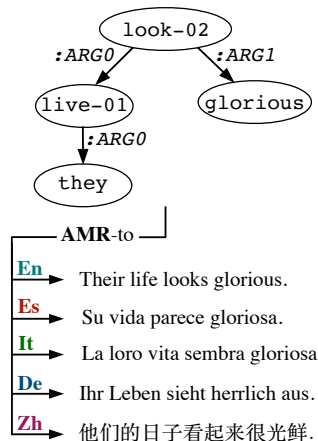 look-02
:ARG0 :ARG1
live-01 glorious
:ARG0
they
AMR-to
En Their life looks glorious.
Es Su vida parece gloriosa.
It La loro vita sembra gloriosa
De Ihr Leben sieht herrlich aus.
Zh 他们的日子看起来很光鲜.